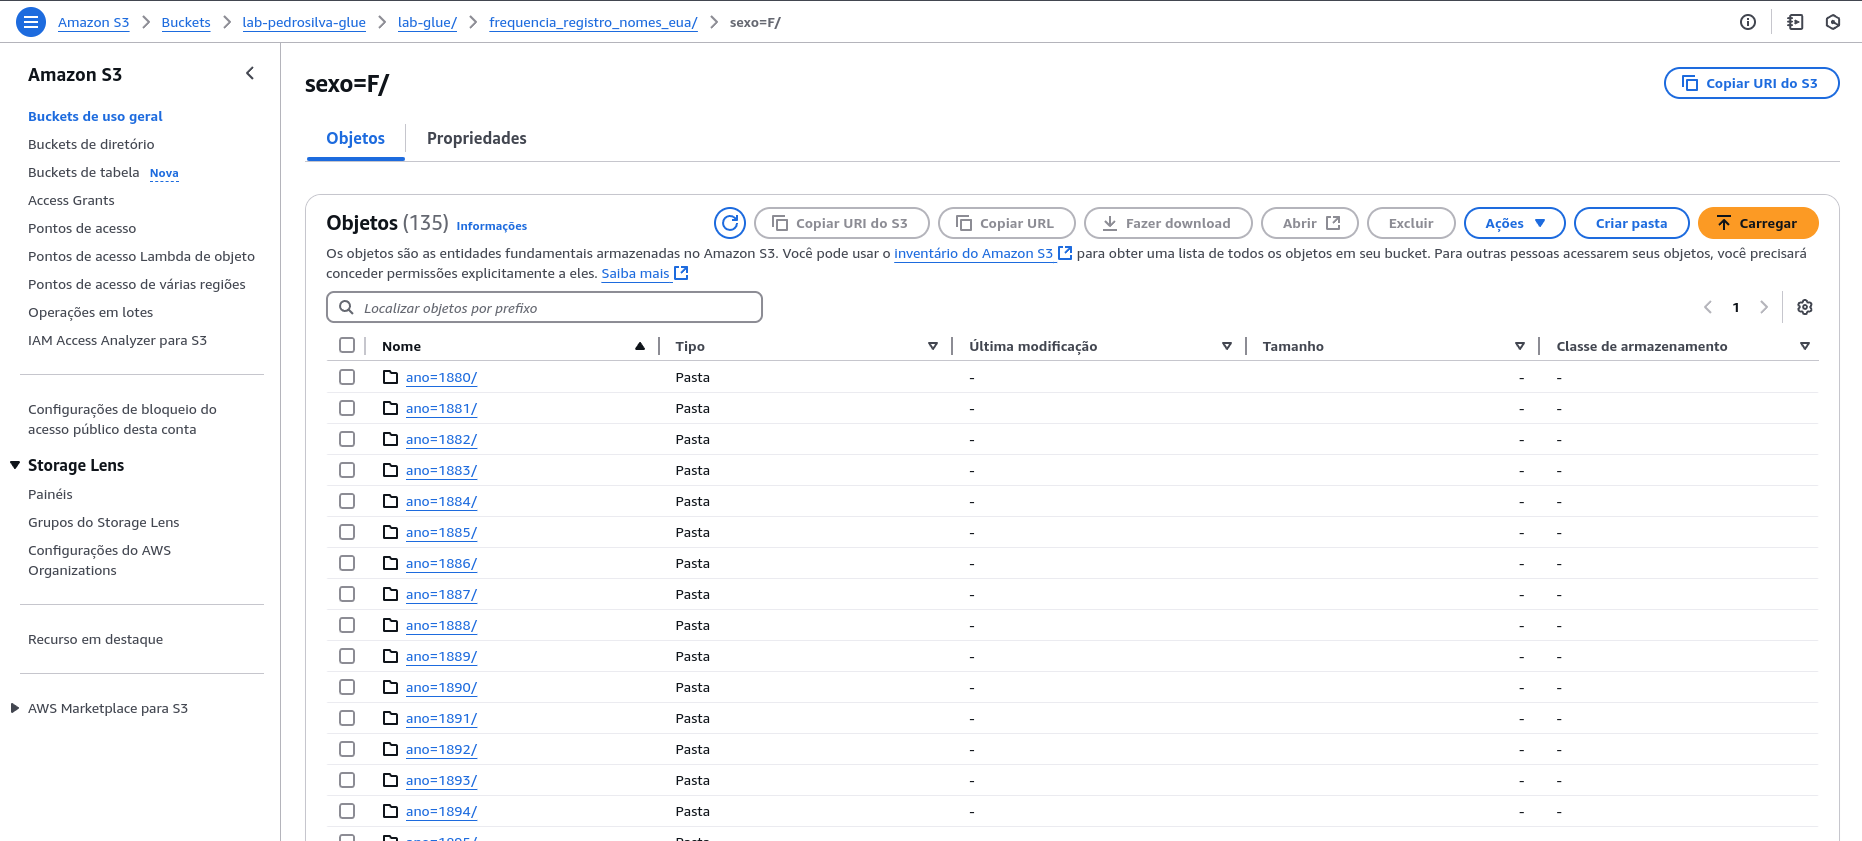 Amazon S3 > Buckets > lab-pedrosilva-glue > lab-glue/ > frequencia_registro_nomes_eua/ > sexo=F/
Amazon S3
Buckets de uso geral
Buckets de diretório
Buckets de tabela Nova
Access Grants
Pontos de acesso
Pontos de acesso Lambda de objeto
Pontos de acesso de várias regiões
Operações em lotes
IAM Access Analyzer para S3
Configurações de bloqueio do
acesso público desta conta
Storage Lens
Painéis
Grupos do Storage Lens
Configurações do AWS
Organizations
Recurso em destaque
AWS Marketplace para S3
sexo=F/
Copiar URI do S3
Objetos Propriedades
Objetos (135) Informações
Copiar URI do S3 Copiar URL Fazer download Abrir Excluir Ações Criar pasta Carregar
Os objetos são as entidades fundamentais armazenadas no Amazon S3. Você pode usar o inventário do Amazon S3 para obter uma lista de todos os objetos em seu bucket. Para outras pessoas acessarem seus objetos, você precisará
conceder permissões explicitamente a eles. Saiba mais
Localizar objetos por prefixo
1
Nome Tipo Última modificação Tamanho Classe de armazenamento
ano=1880/ Pasta - - -
ano=1881/ Pasta - - -
ano=1882/ Pasta - - -
ano=1883/ Pasta - - -
ano=1884/ Pasta - - -
ano=1885/ Pasta - - -
ano=1886/ Pasta - - -
ano=1887/ Pasta - - -
ano=1888/ Pasta - - -
ano=1889/ Pasta - - -
ano=1890/ Pasta - - -
ano=1891/ Pasta - - -
ano=1892/ Pasta - - -
ano=1893/ Pasta - - -
ano=1894/ Pasta - - -